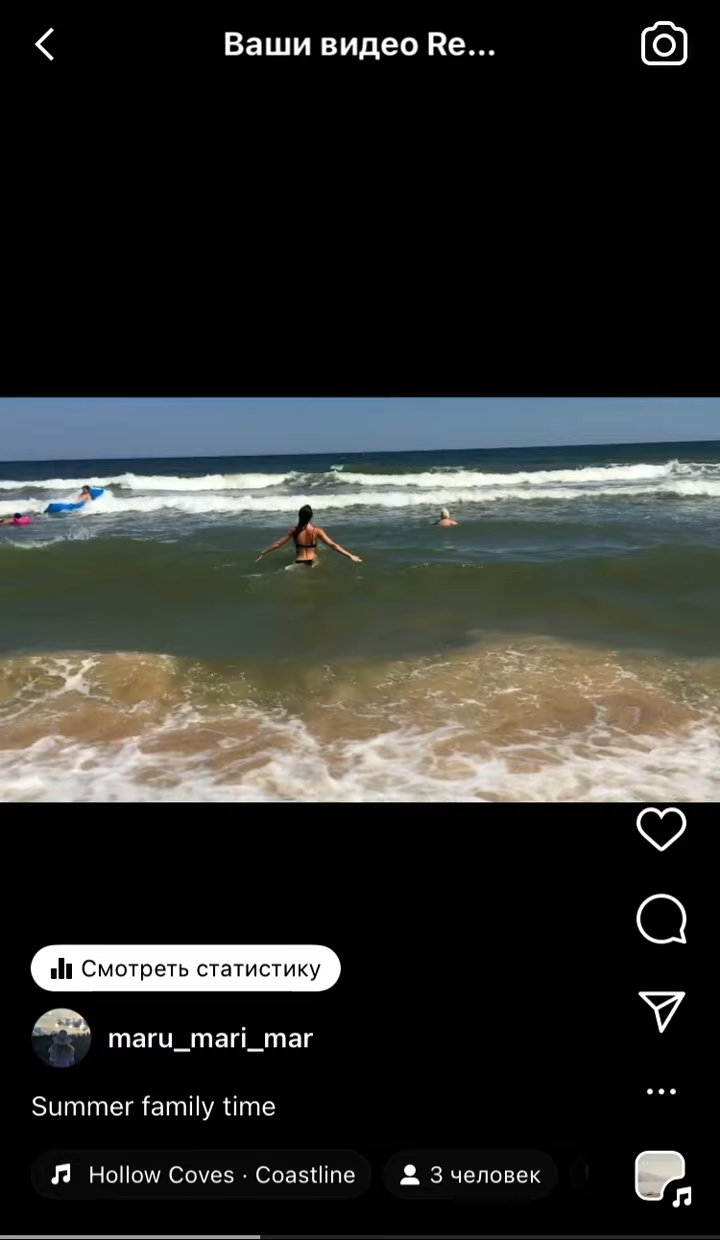 Ваши видео Re...
Смотреть статистику
maru_mari_mar
Summer family time
Hollow Coves · Coastline
3 человек